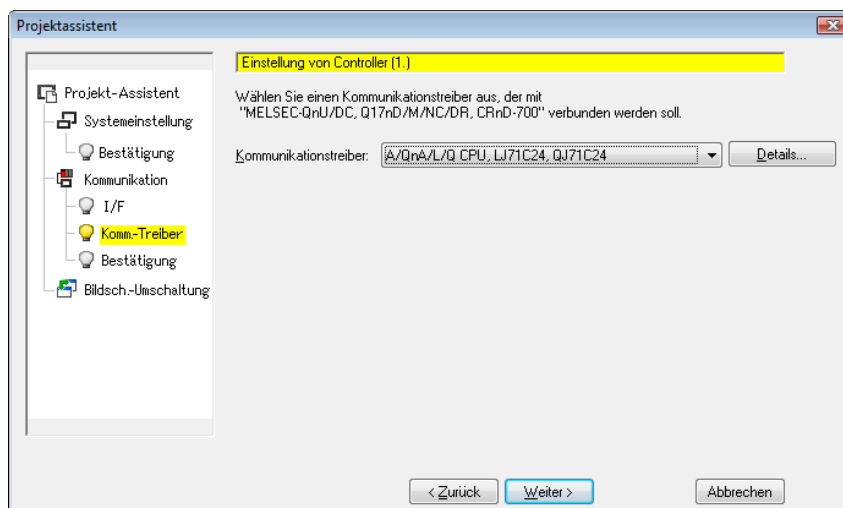 Projektassistent
Projekt-Assistent
Systemeinstellung
Bestätigung
Kommunikation
I/F
Komm.-Treiber
Bestätigung
Bildsch.-Umschaltung
Einstellung von Controller (1.)
Wählen Sie einen Kommunikationstreiber aus, der mit
"MELSEC-QnU/DC, Q17nD/M/NC/DR, CRnD-700" verbunden werden soll.
Kommunikationstreiber: A/QnA/L/Q CPU, LJ71C24, QJ71C24 Details...
< Zurück Weiter > Abbrechen